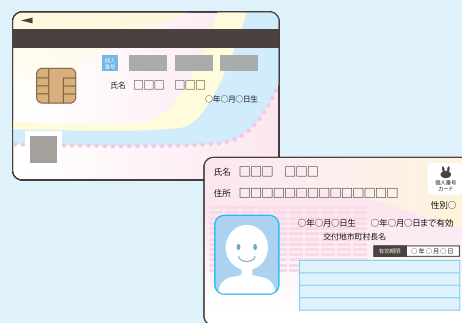 個人
番号
氏名 □□□ □□□
○年○月○日生
氏名 □□□ □□□
住所 □□□□□□□□□□□□□□
個人番号
カード
性別○
○年○月○日生 ○年○月○日まで有効
交付地市町村長名
有効期限 ○年○月○日